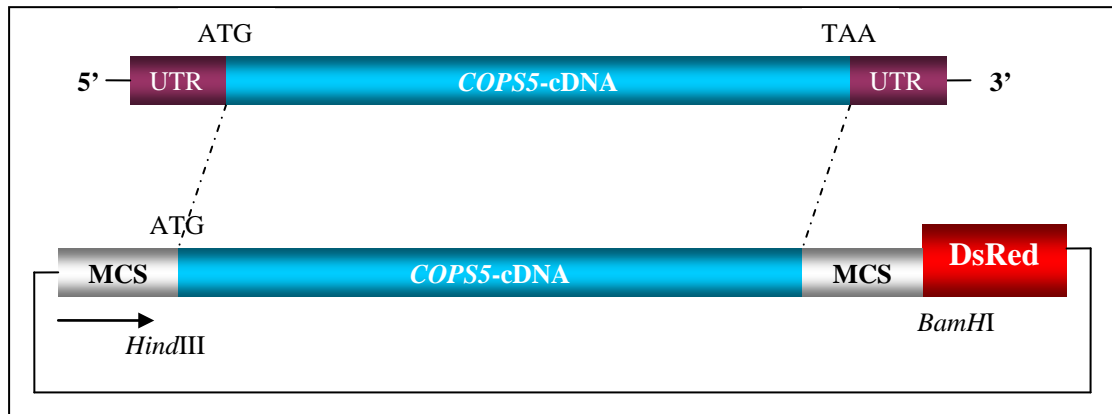 ATG TAA
5’ UTR COPS5-cDNA UTR 3’
ATG
MCS COPS5-cDNA MCS DsRed
HindIII BamHI